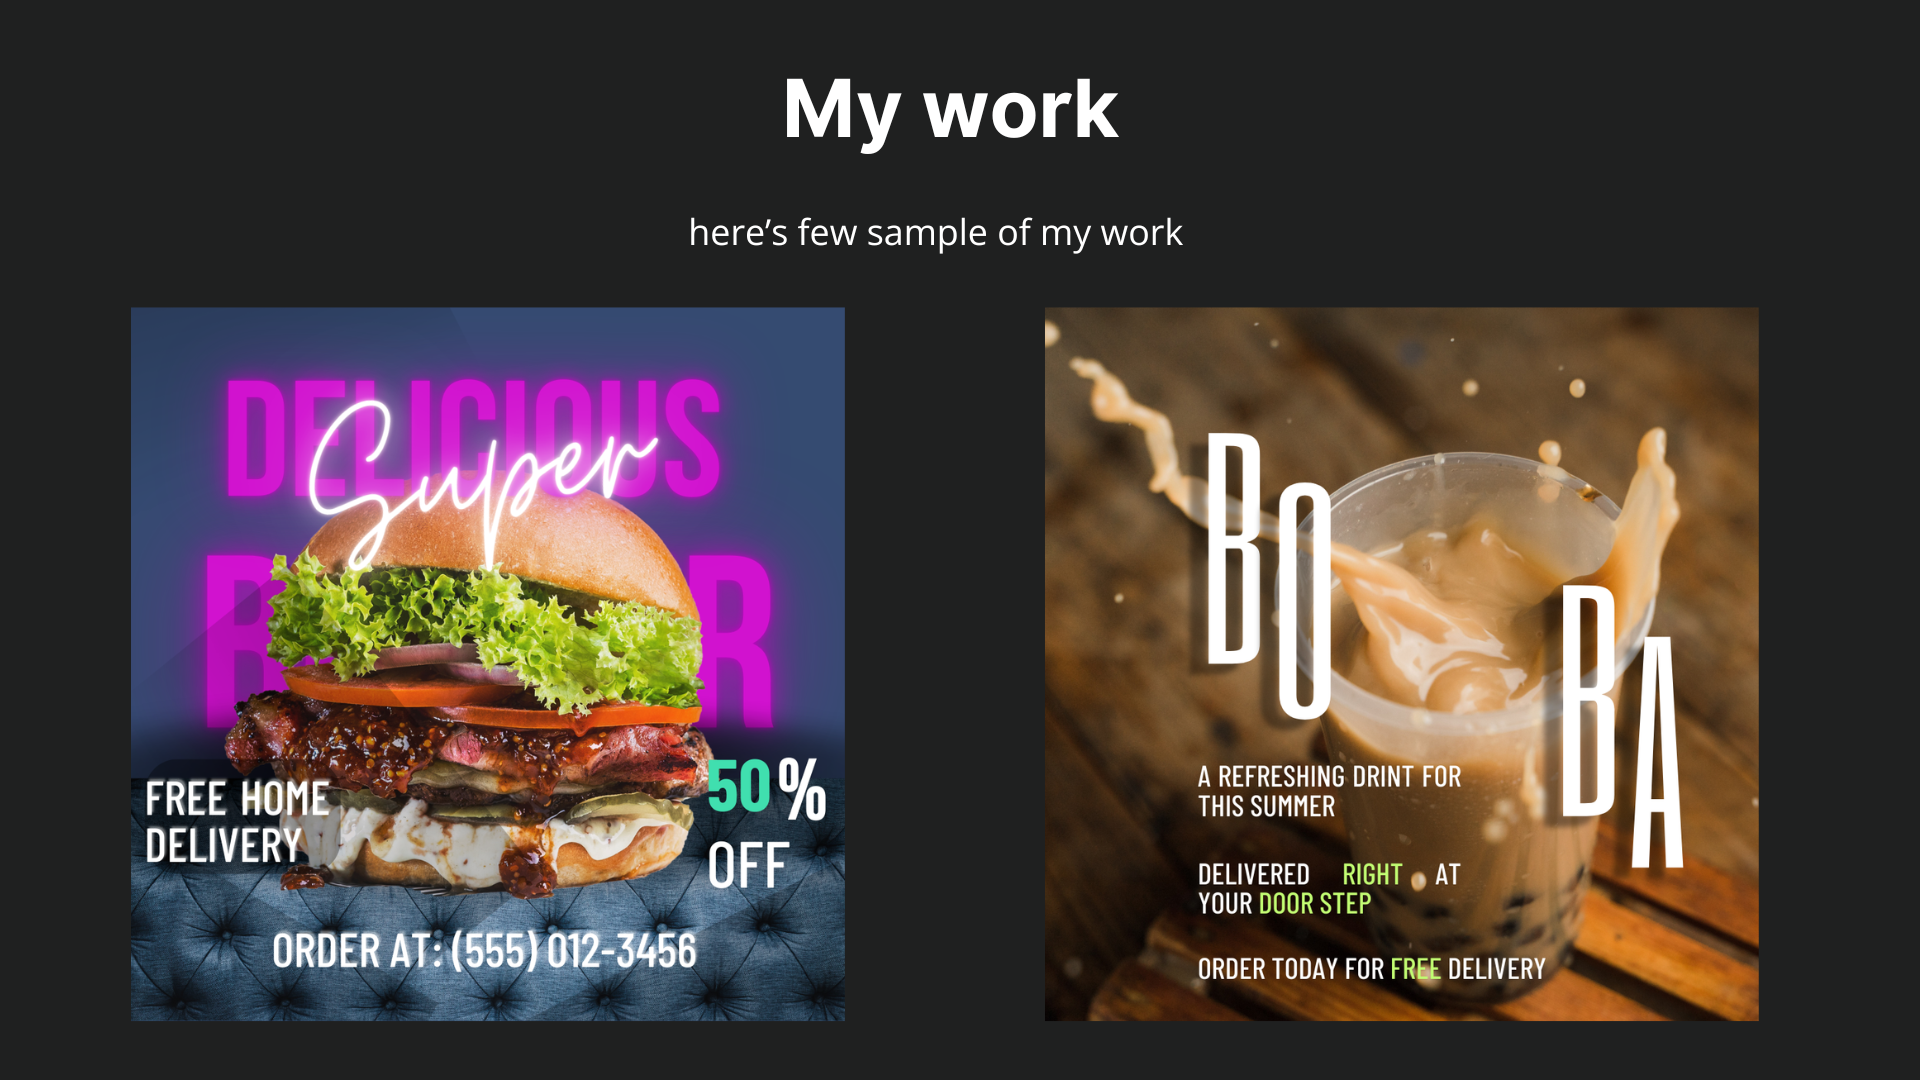 My work
here’s few sample of my work
DELICIOUS
Super
B R
FREE HOME
DELIVERY
50%
OFF
ORDER AT: (555) 012-3456
BO
BA
A REFRESHING DRINT FOR
THIS SUMMER
DELIVERED RIGHT AT
YOUR DOOR STEP
ORDER TODAY FOR FREE DELIVERY